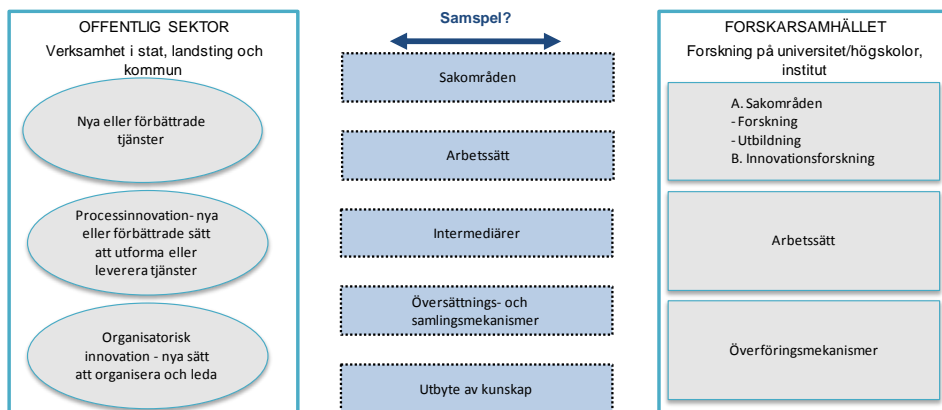 OFFENTLIG SEKTOR
Verksamhet i stat, landsting och
kommun
Nya eller förbättrade
tjänster
Processinnovation- nya
eller förbättrade sätt
att utforma eller
leverera tjänster
Organisatorisk
innovation - nya sätt
att organisera och leda
Samspel?
Sakområden
Arbetssätt
Intermediärer
Översättnings- och
samlingsmekanismer
Utbyte av kunskap
FORSKARSAMHÄLLET
Forskning på universitet/högskolor,
institut
A. Sakområden
- Forskning
- Utbildning
B. Innovationsforskning
Arbetssätt
Överföringsmekanismer